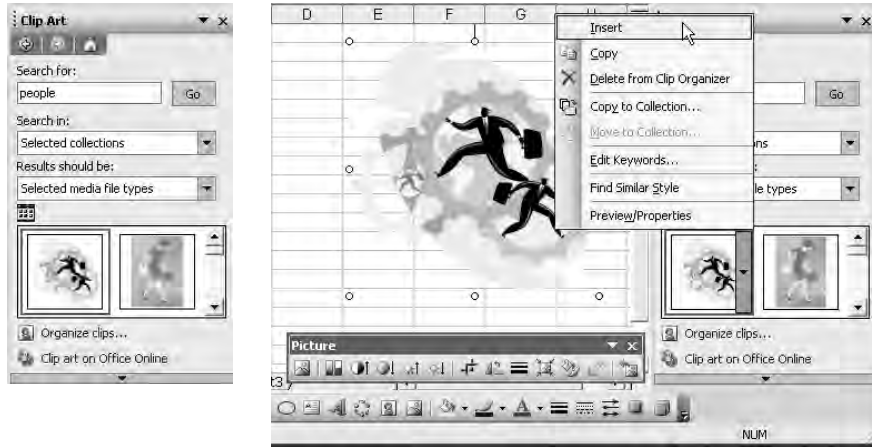 Clip Art
Search for:
people
Go
Search in:
Selected collections
Results should be:
Selected media file types
Organize clips...
Clip art on Office Online
D E F G
Insert
Copy
Delete from Clip Organizer
Copy to Collection...
Move to Collection...
Edit Keywords...
Find Similar Style
Preview/Properties
Go
ns
:
le types
Organize clips...
Clip art on Office Online
Picture
t3
NUM